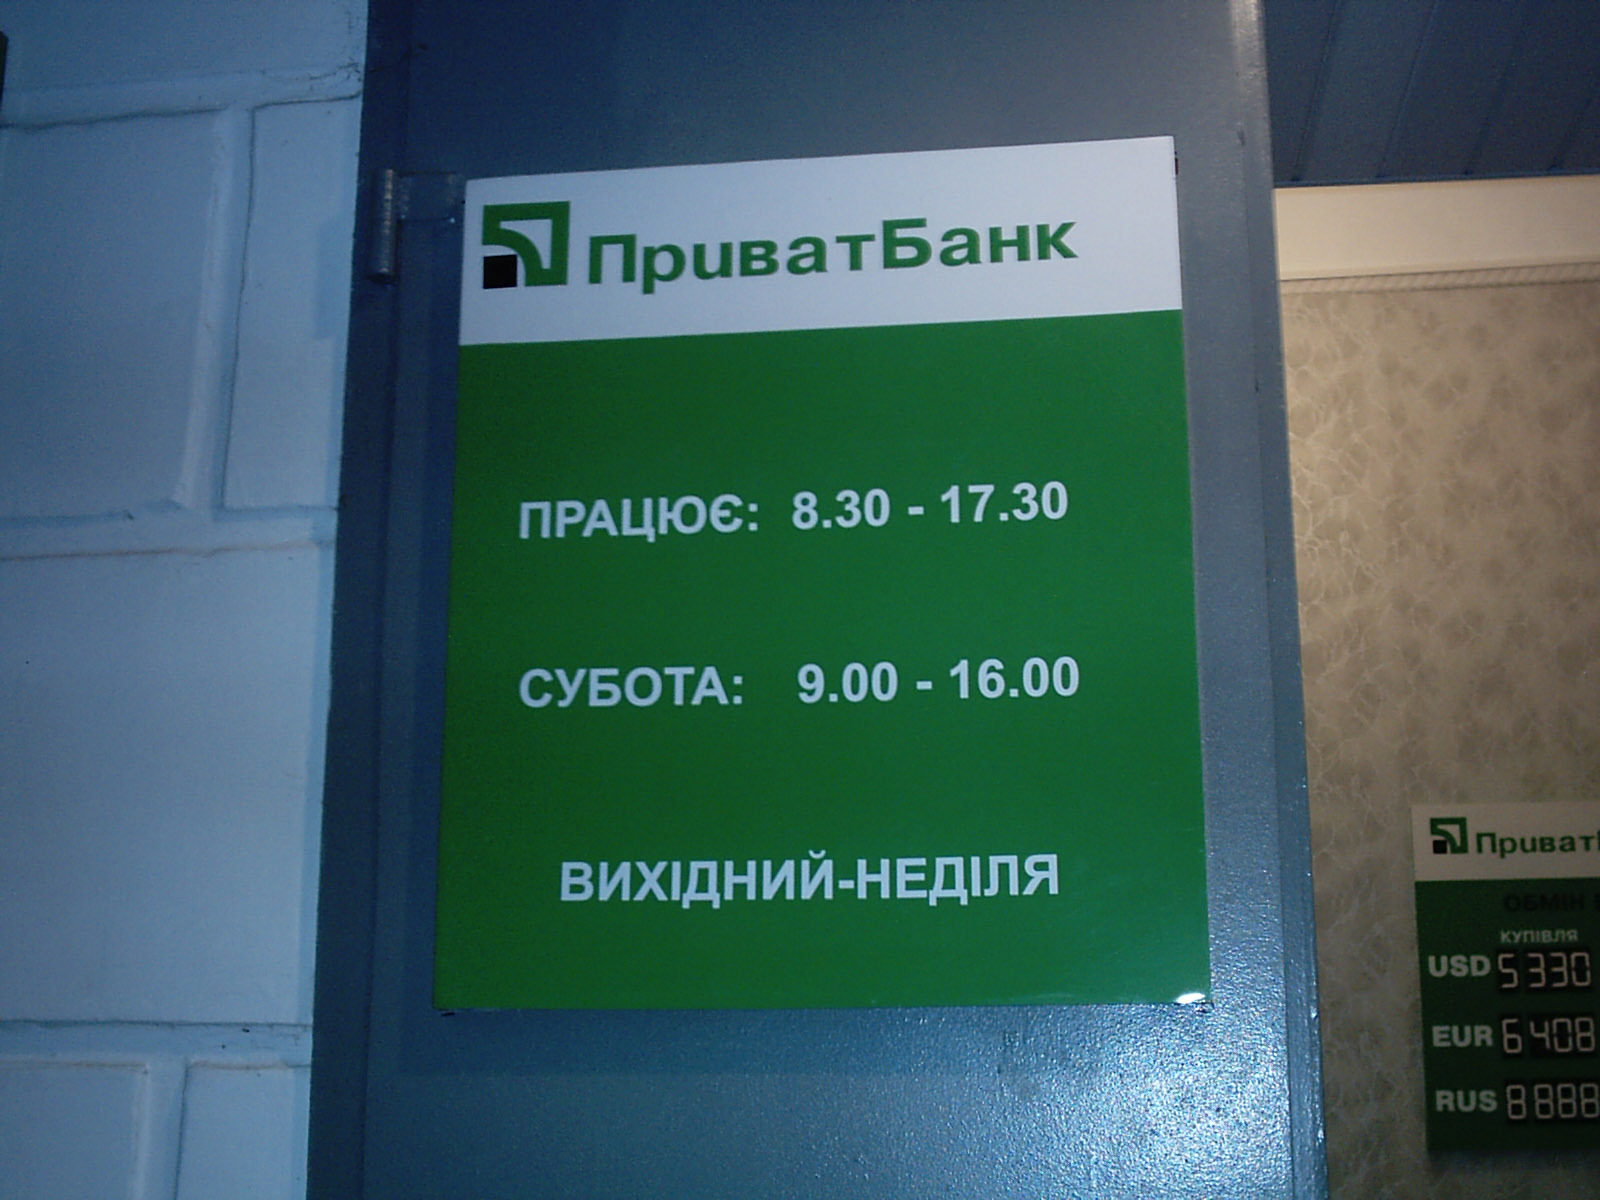 ПриватБанк
ПРАЦЮЄ: 8.30 - 17.30
СУБОТА: 9.00 - 16.00
ВИХІДНИЙ-НЕДІЛЯ
ОБМІН
КУПІВЛЯ
USD 5330
EUR 6408
RUS 8888